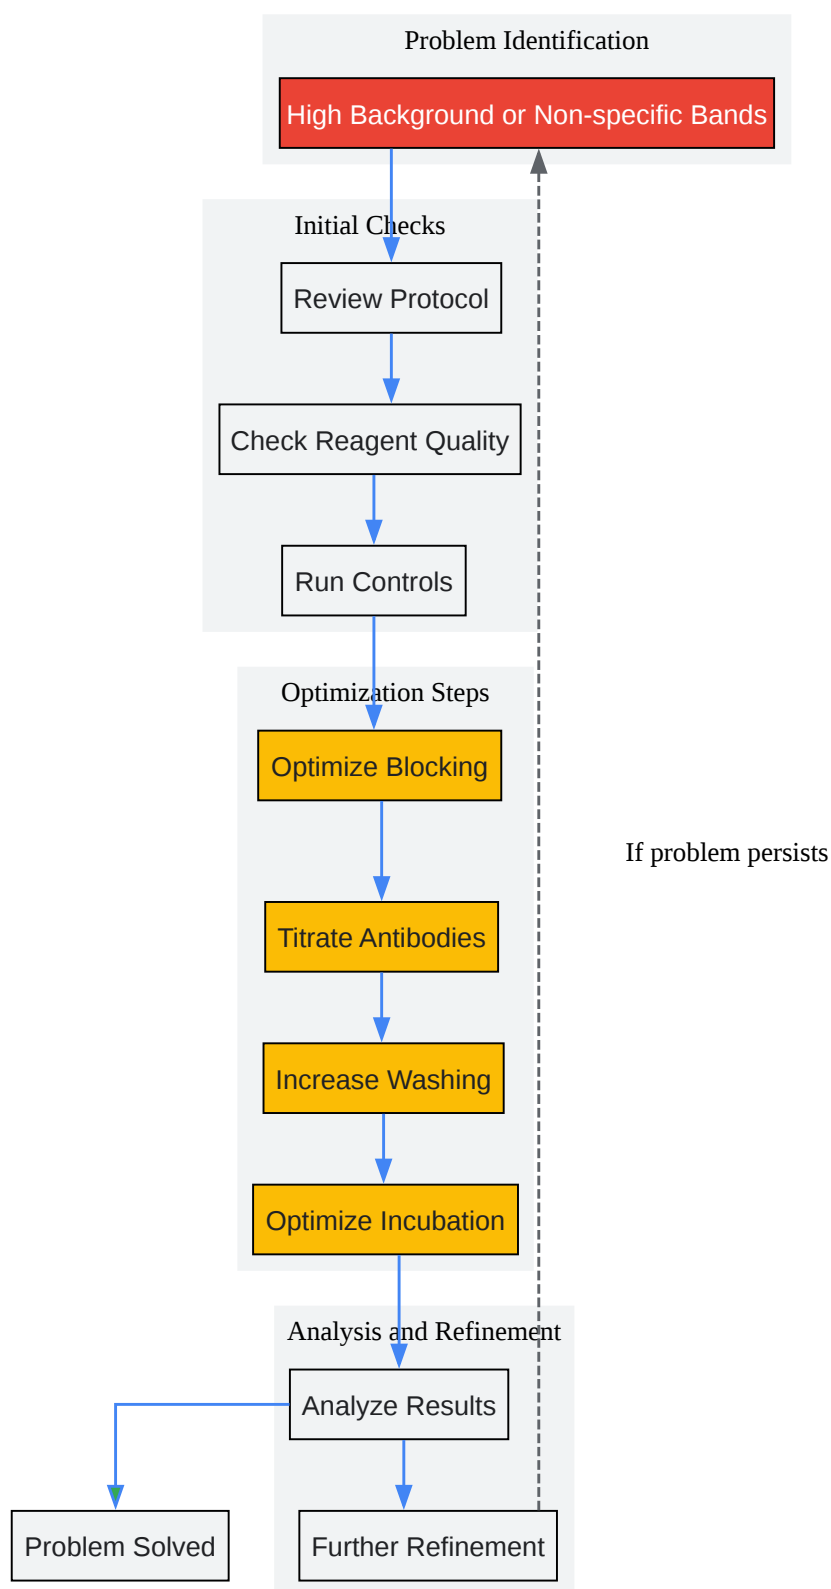 Problem Identification
High Background or Non-specific Bands
Initial Checks
Review Protocol
Check Reagent Quality
Run Controls
Optimization Steps
Optimize Blocking
If problem persists
Titrate Antibodies
Increase Washing
Optimize Incubation
Analysis and Refinement
Analyze Results
Problem Solved
Further Refinement